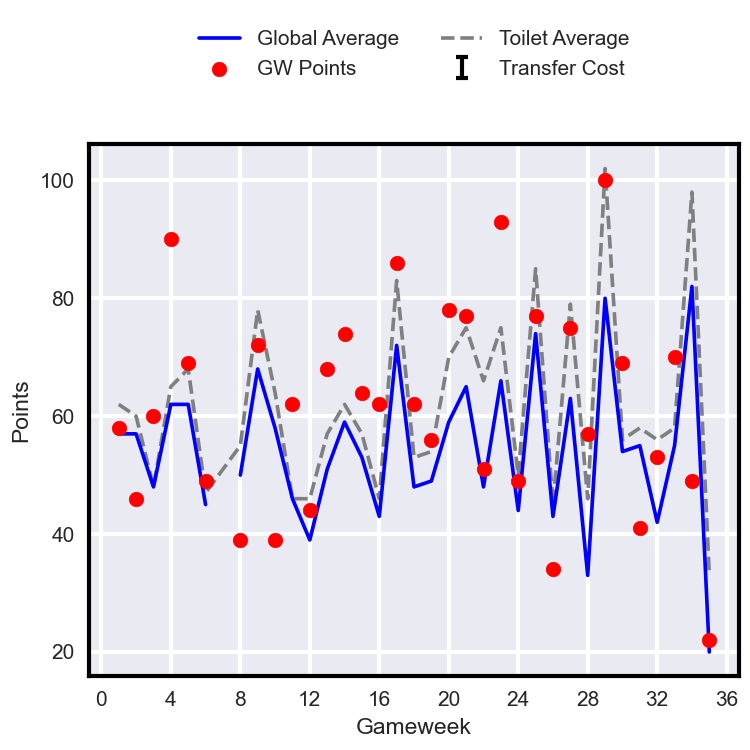 Global Average
Toilet Average
GW Points
Transfer Cost
Points
100
80
60
40
20
0 4 8 12 16 20 24 28 32 36
Gameweek